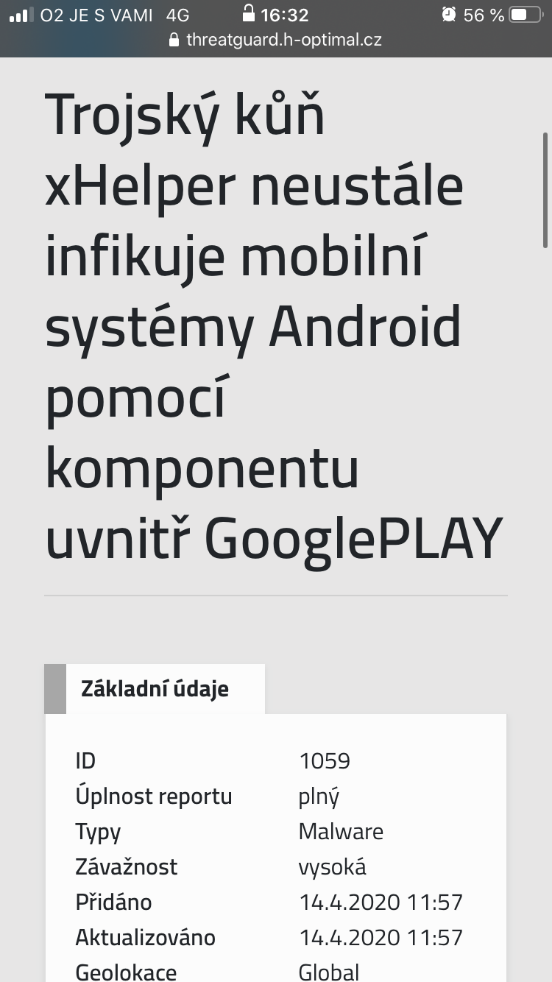 O2 JE S VAMI 4G 16:32 56 %
threatguard.h-optimal.cz
Trojský kůň
xHelper neustále
infikuje mobilní
systémy Android
pomocí
komponentu
uvnitř GooglePLAY
Základní údaje
ID 1059
Úplnost reportu plný
Typy Malware
Závažnost vysoká
Přidáno 14.4.2020 11:57
Aktualizováno 14.4.2020 11:57
Geolokace Global